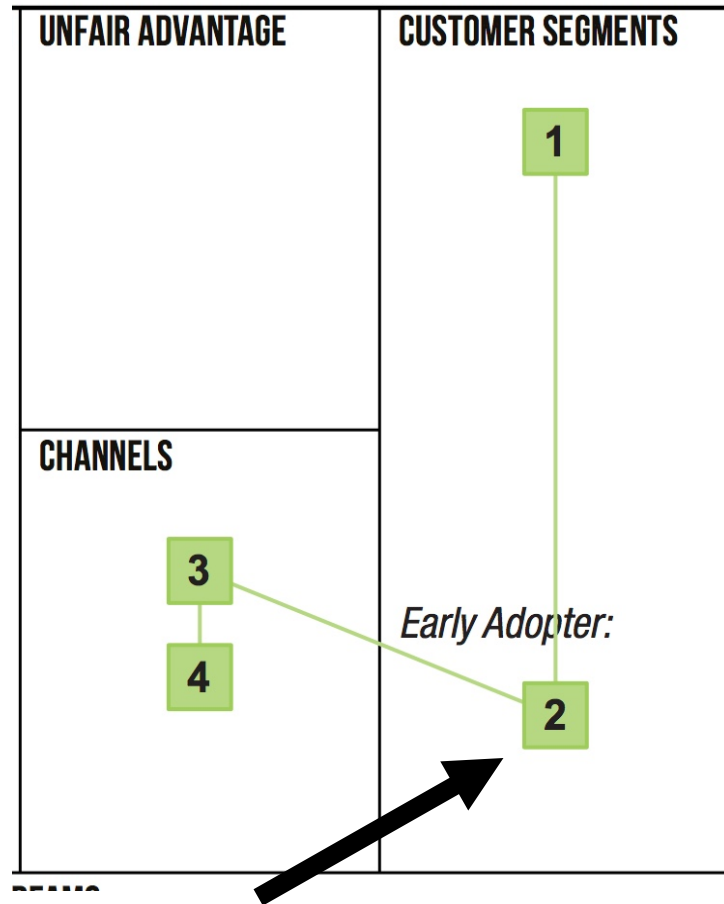 UNFAIR ADVANTAGE
CUSTOMER SEGMENTS
1
CHANNELS
3
Early Adopter:
4
2